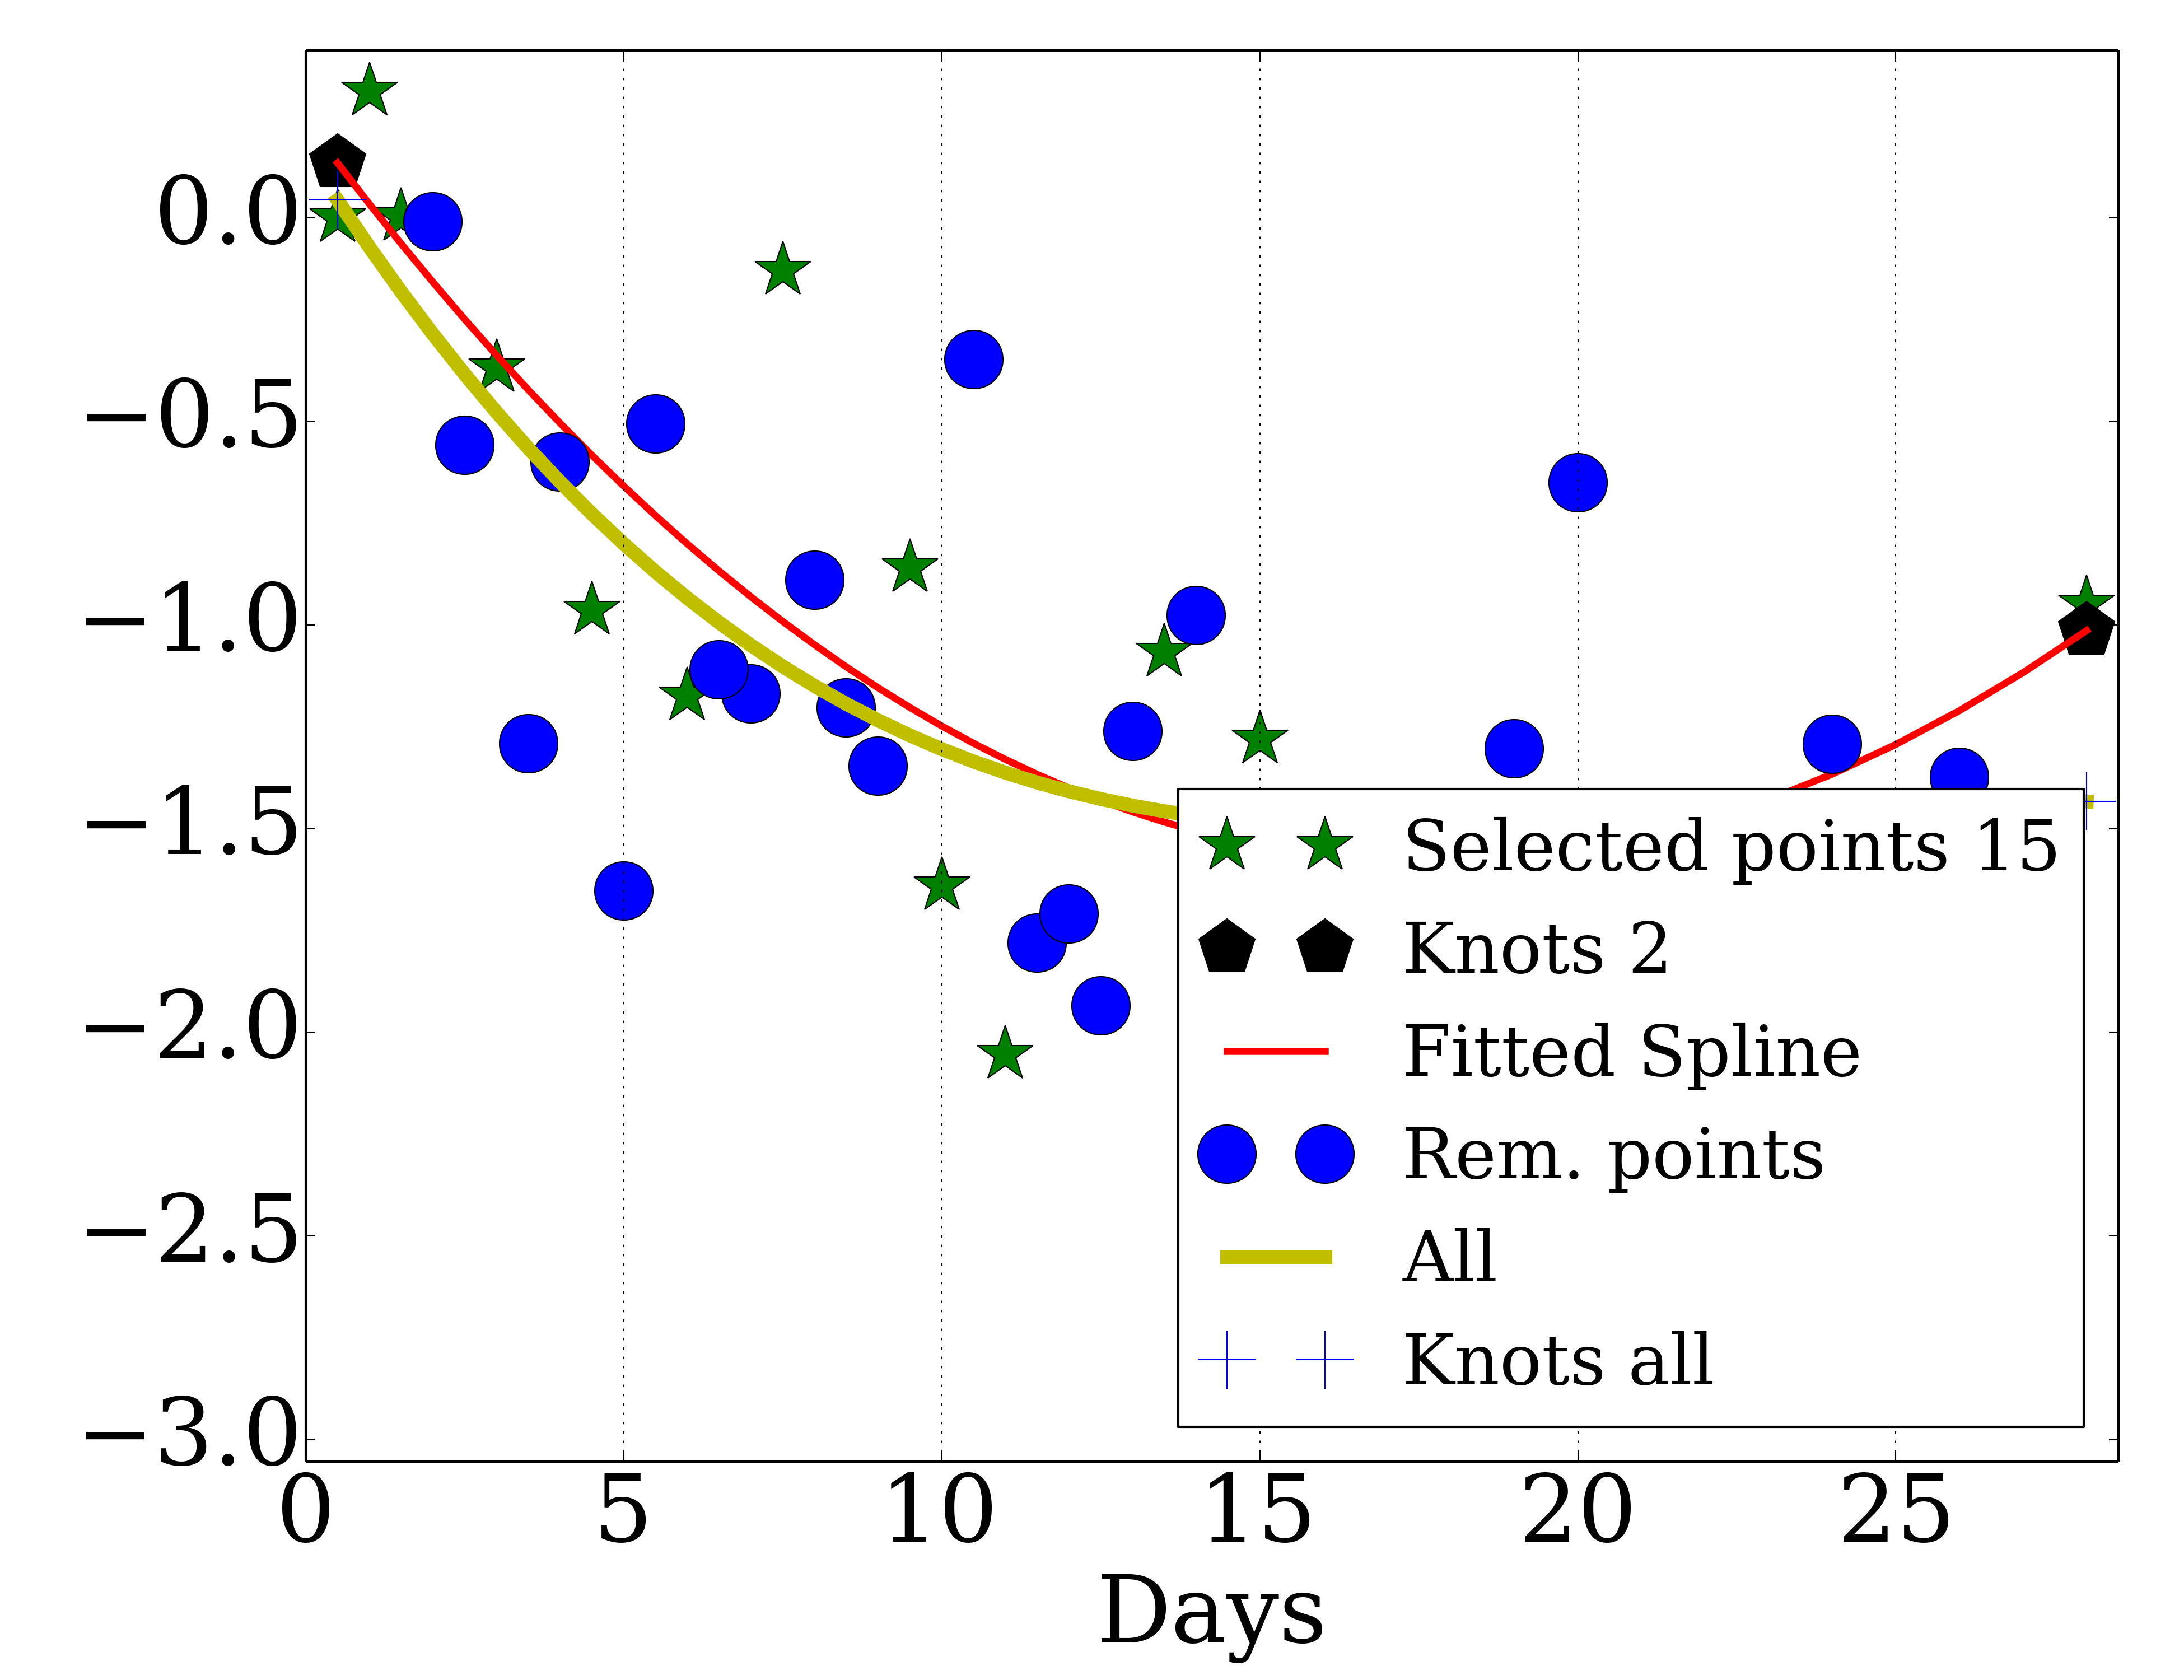 0.0
−0.5
−1.0
−1.5
−2.0
−2.5
−3.0
Selected points 15
Knots 2
Fitted Spline
Rem. points
All
Knots all
0 5 10 15 20 25
Days